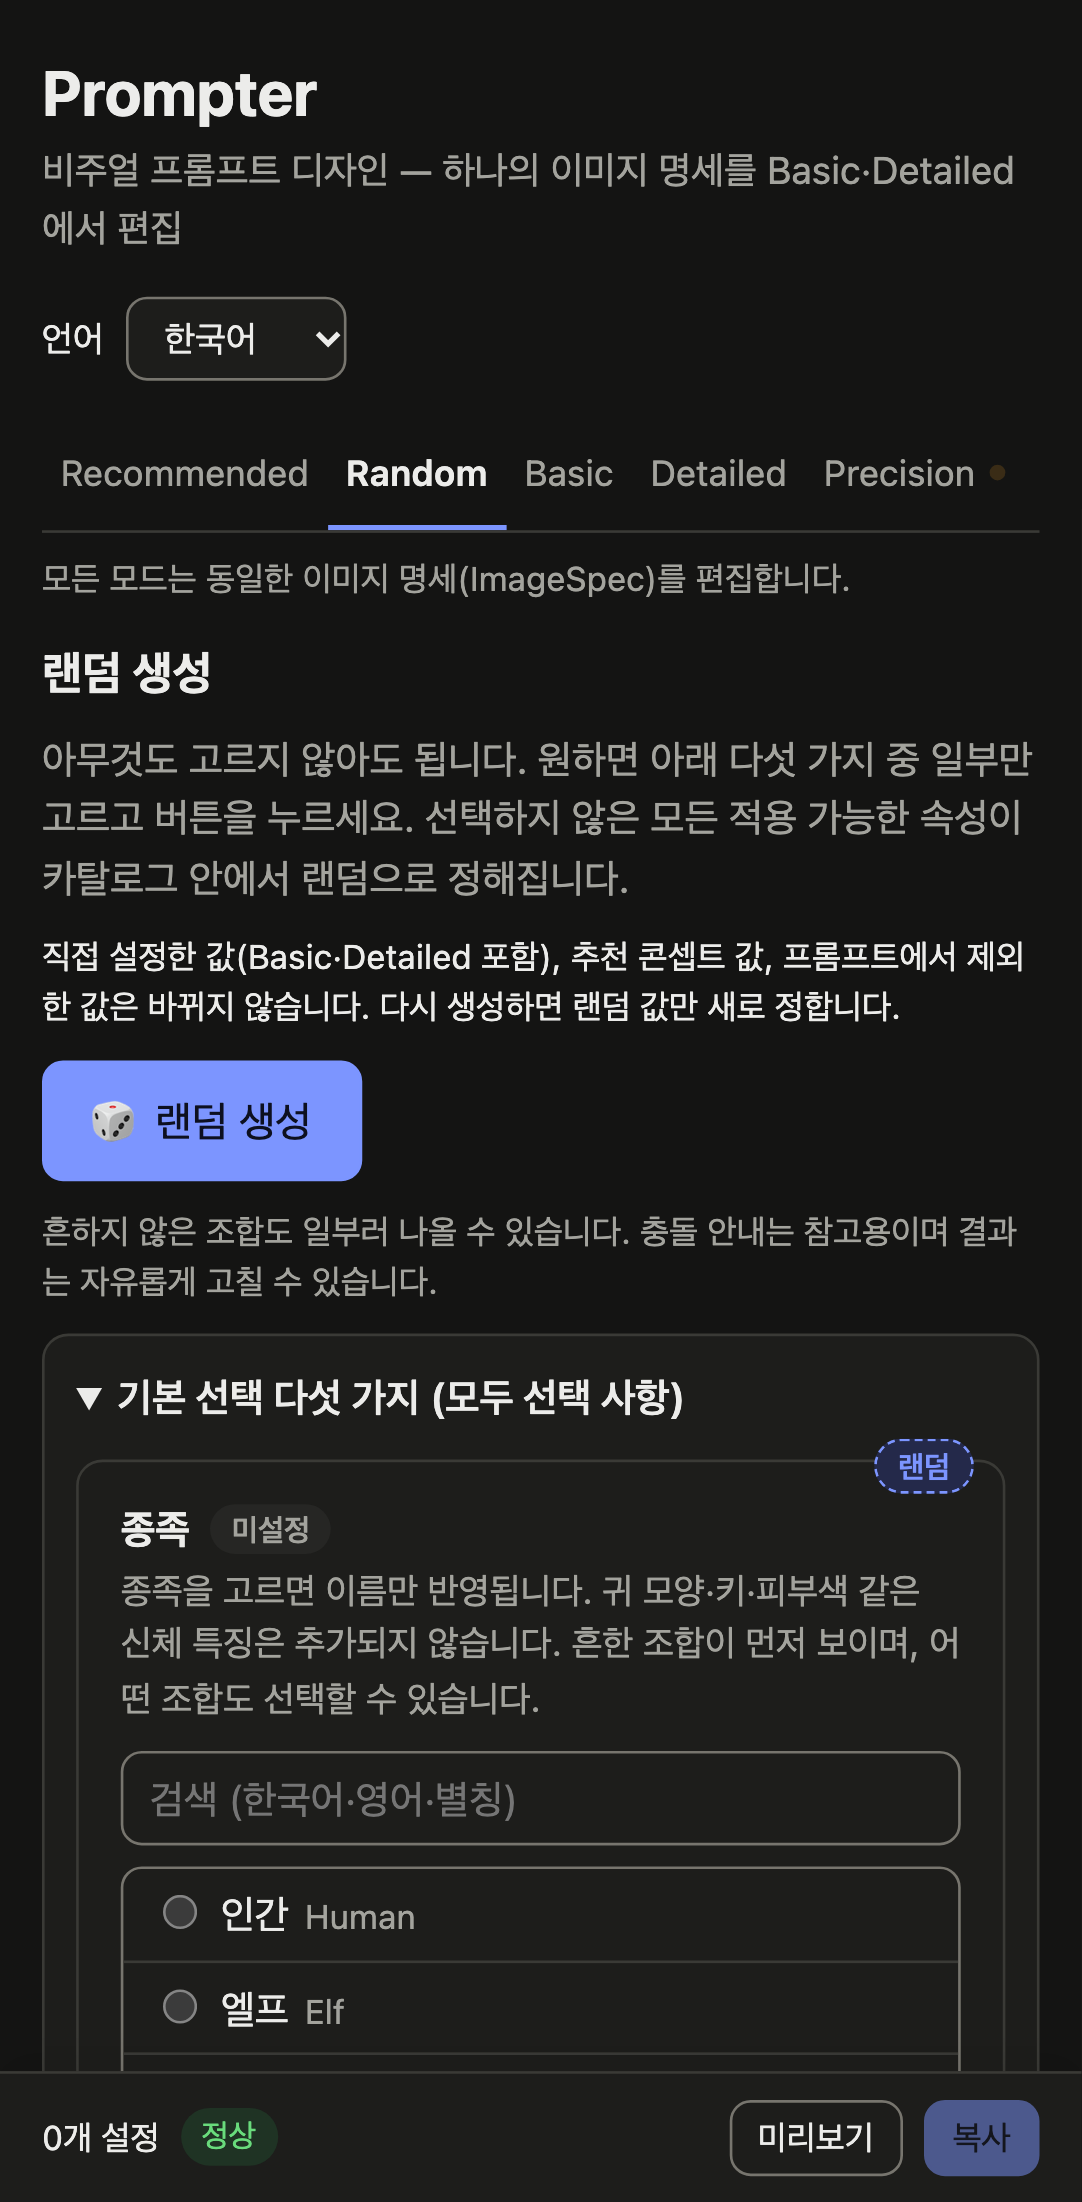 Prompter
비주얼 프롬프트 디자인 — 하나의 이미지 명세를 Basic·Detailed
에서 편집
언어 한국어
Recommended Random Basic Detailed Precision
모든 모드는 동일한 이미지 명세(ImageSpec)를 편집합니다.
랜덤 생성
아무것도 고르지 않아도 됩니다. 원하면 아래 다섯 가지 중 일부만
고르고 버튼을 누르세요. 선택하지 않은 모든 적용 가능한 속성이
카탈로그 안에서 랜덤으로 정해집니다.
직접 설정한 값(Basic·Detailed 포함), 추천 콘셉트 값, 프롬프트에서 제외
한 값은 바뀌지 않습니다. 다시 생성하면 랜덤 값만 새로 정합니다.
랜덤 생성
흔하지 않은 조합도 일부러 나올 수 있습니다. 충돌 안내는 참고용이며 결과
는 자유롭게 고칠 수 있습니다.
▼ 기본 선택 다섯 가지 (모두 선택 사항)
랜덤
종족 미설정
종족을 고르면 이름만 반영됩니다. 귀 모양·키·피부색 같은
신체 특징은 추가되지 않습니다. 흔한 조합이 먼저 보이며, 어
떤 조합도 선택할 수 있습니다.
검색 (한국어·영어·별칭)
인간 Human
엘프 Elf
0개 설정 정상 미리보기 복사